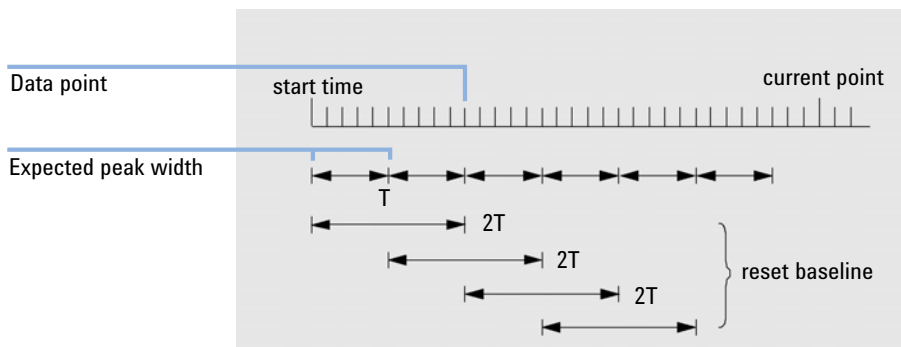 Data point
start time
current point
Expected peak width
T
2T
2T
reset baseline
2T